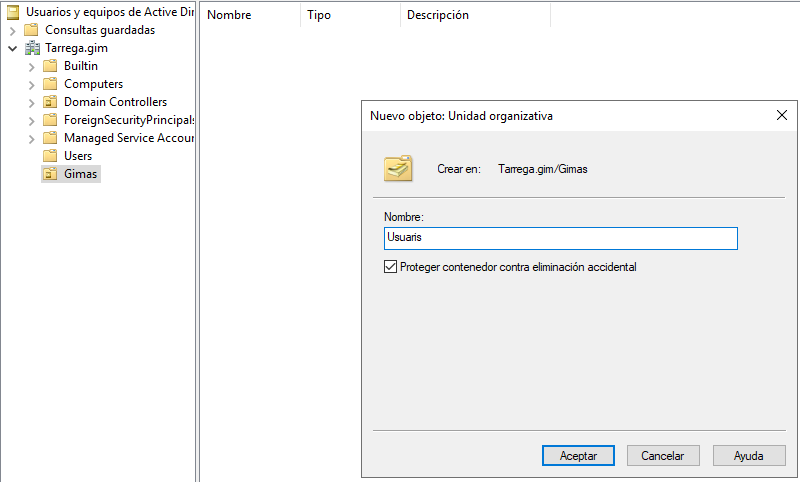 Usuarios y equipos de Active Dir
Consultas guardadas
Tarrega.gim
Builtin
Computers
Domain Controllers
ForeignSecurityPrincipals
Managed Service Accour
Users
Gimas
Nombre Tipo Descripción
Nuevo objeto: Unidad organizativa
Crear en: Tarrega.gim/Gimas
Nombre:
Usuaris
Proteger contenedor contra eliminación accidental
Aceptar Cancelar Ayuda